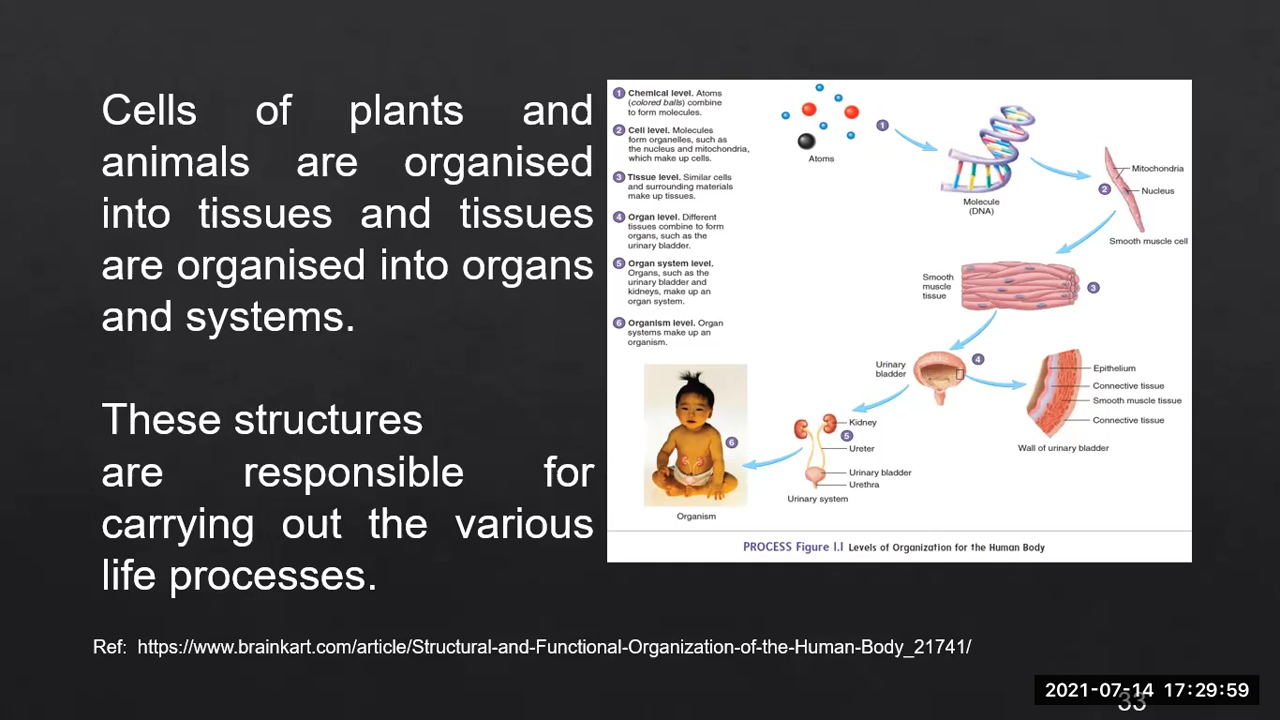 Cells of plants and
animals are organised
into tissues and tissues
are organised into organs
and systems.
These structures
are responsible for
carrying out the various
life processes.
1 Chemical level. Atoms
(colored balls) combine
to form molecules.
2 Cell level. Molecules
form organelles, such as
the nucleus and mitochondria,
which make up cells.
3 Tissue level. Similar cells
and surrounding materials
make up tissues.
4 Organ level. Different
tissues combine to form
organs, such as the
urinary bladder.
5 Organ system level.
Organs, such as the
urinary bladder and
kidneys, make up an
organ system.
6 Organism level. Organ
systems make up an
organism.
Atoms
1
Molecule
(DNA)
Mitochondria
2
Nucleus
Smooth muscle cell
Smooth
muscle
tissue
3
Urinary
bladder
4
Epithelium
Connective tissue
Smooth muscle tissue
Connective tissue
Wall of urinary bladder
Kidney
5
Ureter
Urinary bladder
Urethra
Urinary system
6
Organism
PROCESS Figure 1.1 Levels of Organization for the Human Body
Ref: https://www.brainkart.com/article/Structural-and-Functional-Organization-of-the-Human-Body_21741/
2021-07-14 17:29:59
33